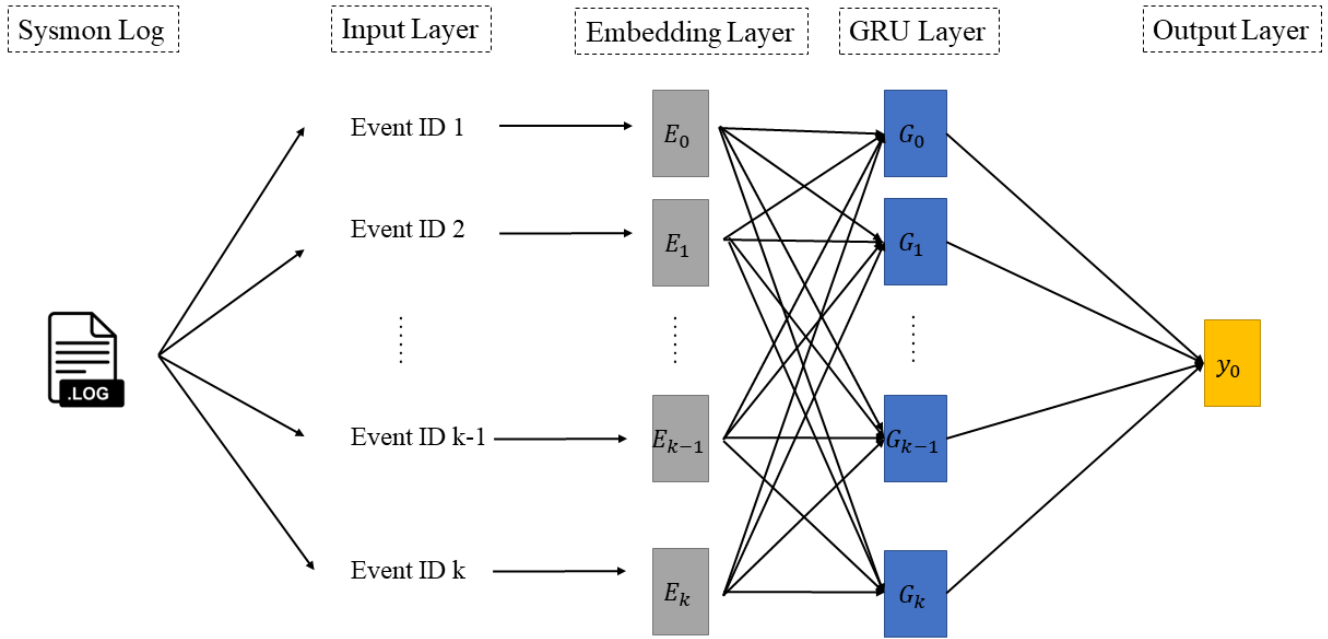 Sysmon Log
Input Layer
Embedding Layer
GRU Layer
Output Layer
Event ID 1
E₀
G₀
Event ID 2
E₁
G₁
.LOG
y₀
Event ID k-1
Eₖ₋₁
Gₖ₋₁
Event ID k
Eₖ
Gₖ